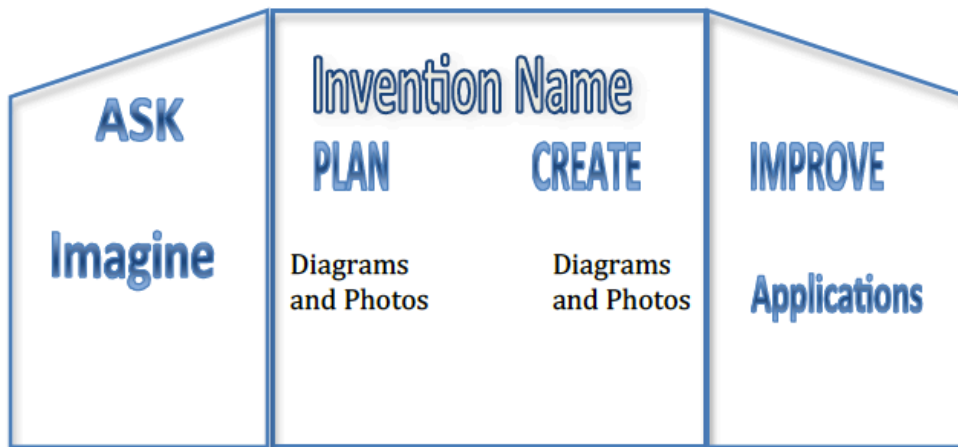 ASK
Imagine
Invention Name
PLAN
CREATE
Diagrams
and Photos
Diagrams
and Photos
IMPROVE
Applications